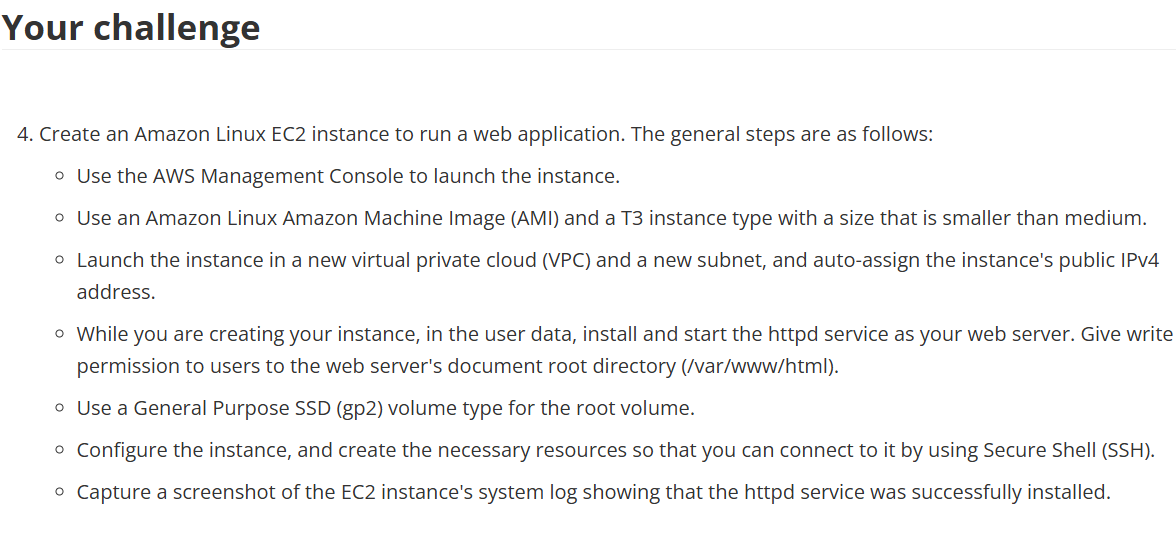 Your challenge
4. Create an Amazon Linux EC2 instance to run a web application. The general steps are as follows:
Use the AWS Management Console to launch the instance.
Use an Amazon Linux Amazon Machine Image (AMI) and a T3 instance type with a size that is smaller than medium.
Launch the instance in a new virtual private cloud (VPC) and a new subnet, and auto-assign the instance's public IPv4
address.
While you are creating your instance, in the user data, install and start the httpd service as your web server. Give write
permission to users to the web server's document root directory (/var/www/html).
Use a General Purpose SSD (gp2) volume type for the root volume.
Configure the instance, and create the necessary resources so that you can connect to it by using Secure Shell (SSH).
Capture a screenshot of the EC2 instance's system log showing that the httpd service was successfully installed.